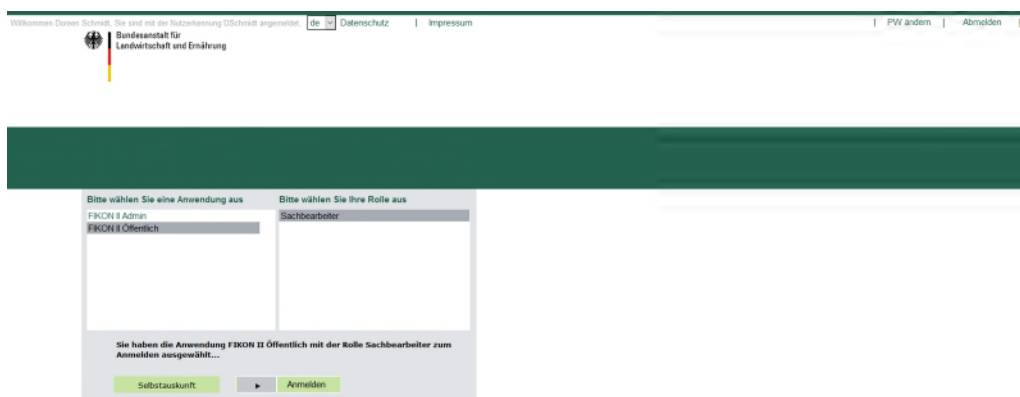 Willkommen Doreen Schmidt, Sie sind mit der Nutzerkennung DSchmidt angemeldet. de Datenschutz | Impressum | PW ändern | Abmelden |
Bundesanstalt für
Landwirtschaft und Ernährung
Bitte wählen Sie eine Anwendung aus Bitte wählen Sie Ihre Rolle aus
FIKON II Admin Sachbearbeiter
FIKON II Öffentlich
Sie haben die Anwendung FIKON II Öffentlich mit der Rolle Sachbearbeiter zum
Anmelden ausgewählt...
Selbstauskunft ► Anmelden